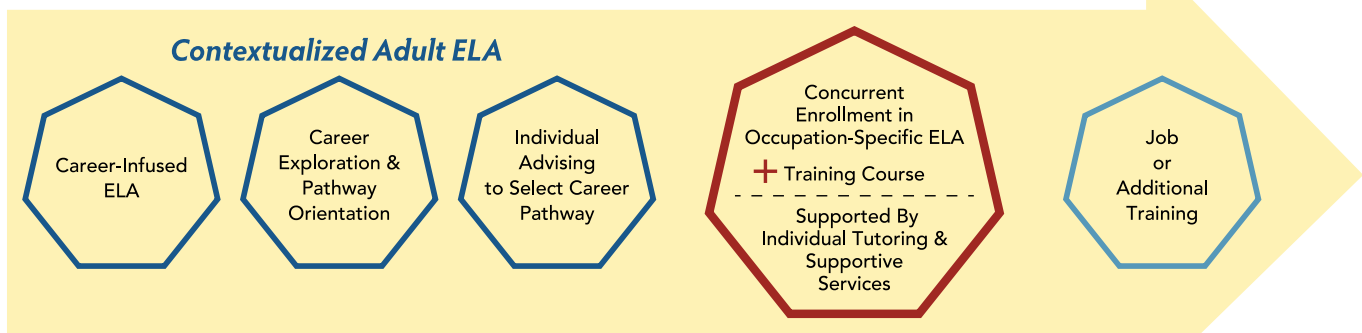 Contextualized Adult ELA
Career-Infused
ELA
Career
Exploration &
Pathway
Orientation
Individual
Advising
to Select Career
Pathway
Concurrent
Enrollment in
Occupation-Specific ELA
+ Training Course
Supported By
Individual Tutoring &
Supportive
Services
Job
or
Additional
Training